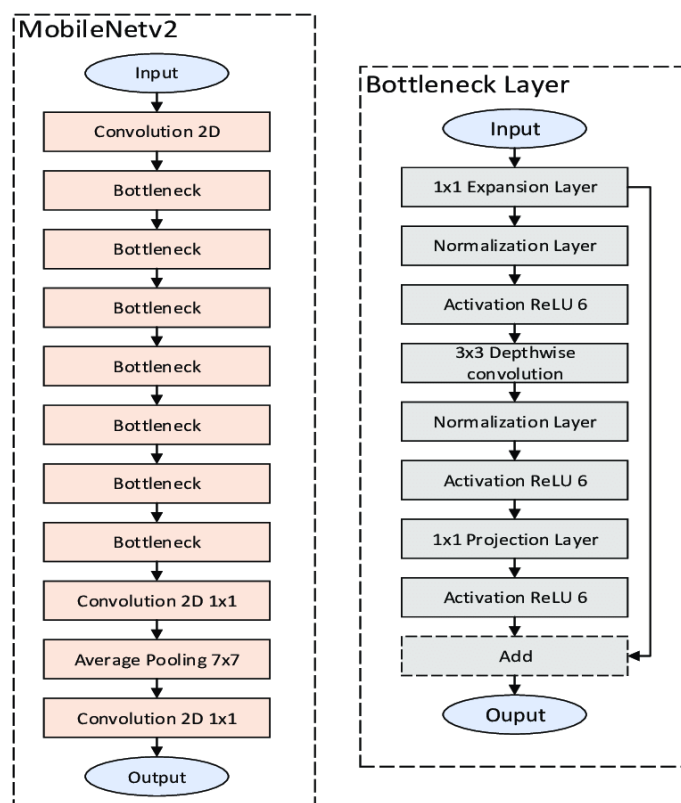 MobileNetv2
Input
Convolution 2D
Bottleneck
Bottleneck
Bottleneck
Bottleneck
Bottleneck
Bottleneck
Bottleneck
Convolution 2D 1x1
Average Pooling 7x7
Convolution 2D 1x1
Output
Bottleneck Layer
Input
1x1 Expansion Layer
Normalization Layer
Activation ReLU 6
3x3 Depthwise
convolution
Normalization Layer
Activation ReLU 6
1x1 Projection Layer
Activation ReLU 6
Add
Ouput